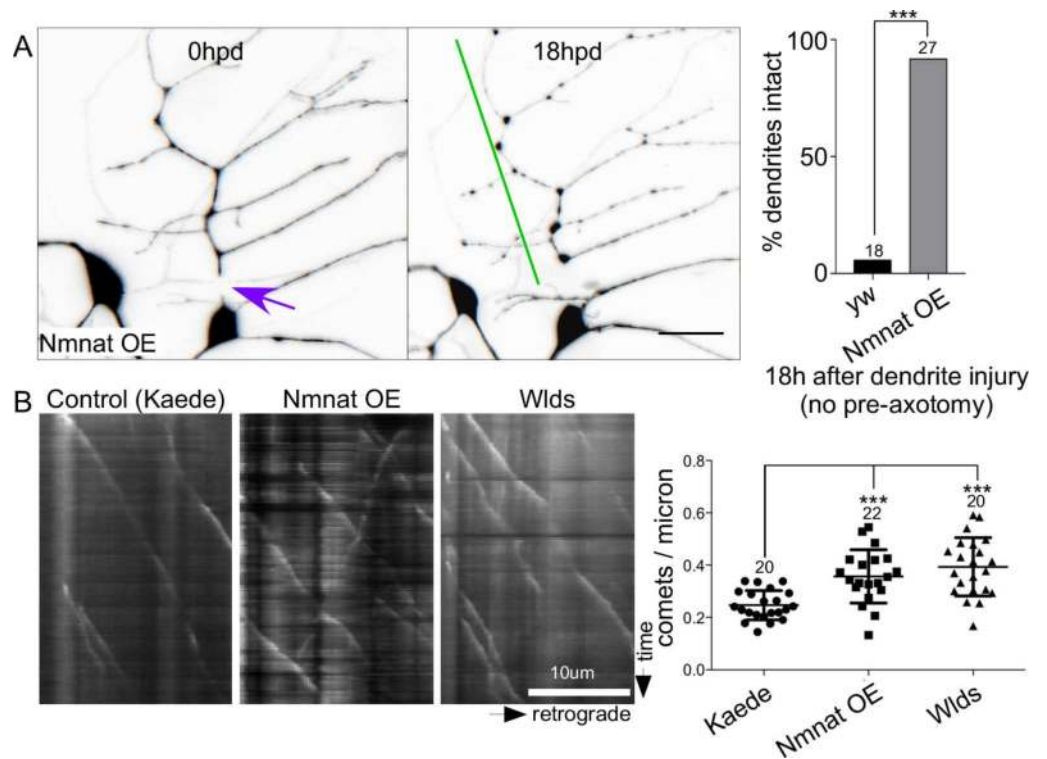 A
0hpd
18hpd
Nmnat OE
% dendrites intact
100
50
0
***
18
27
yw
Nmnat OE
18h after dendrite injury
(no pre-axotomy)
B
Control (Kaede)
Nmnat OE
Wlds
10um
time
retrograde
comets / micron
0.8
0.6
0.4
0.2
0.0
20
***
22
***
20
Kaede
Nmnat OE
Wlds